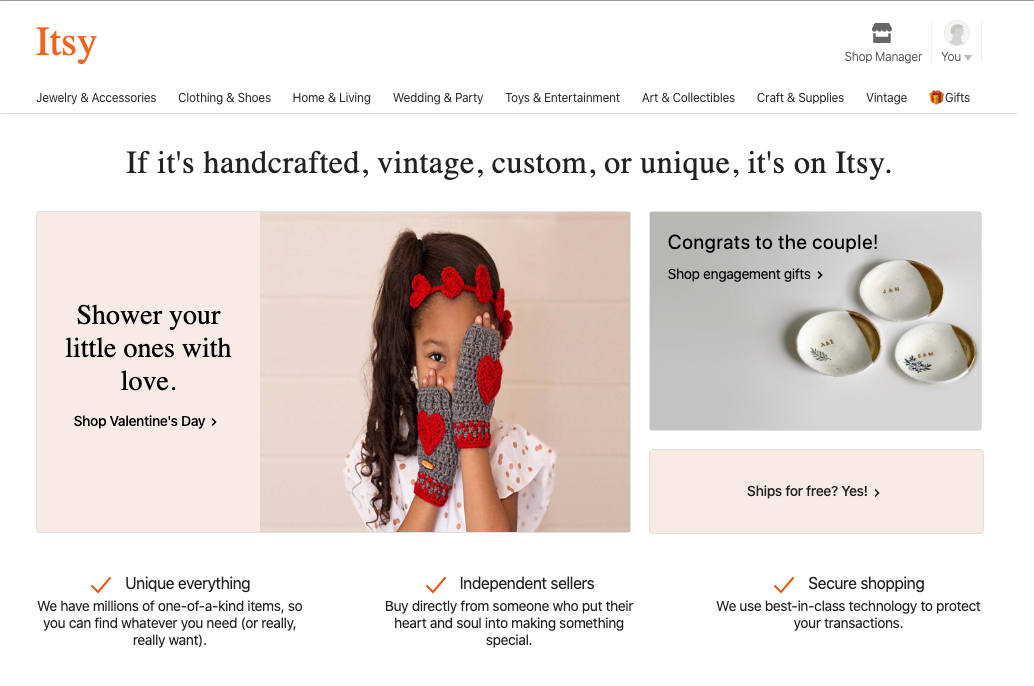 Itsy
Shop Manager
You
Jewelry & Accessories
Clothing & Shoes
Home & Living
Wedding & Party
Toys & Entertainment
Art & Collectibles
Craft & Supplies
Vintage
Gifts
If it's handcrafted, vintage, custom, or unique, it's on Itsy.
Shower your
little ones with
love.
Shop Valentine's Day
Congrats to the couple!
Shop engagement gifts
Ships for free? Yes!
Unique everything
We have millions of one-of-a-kind items, so
you can find whatever you need (or really,
really want).
Independent sellers
Buy directly from someone who put their
heart and soul into making something
special.
Secure shopping
We use best-in-class technology to protect
your transactions.